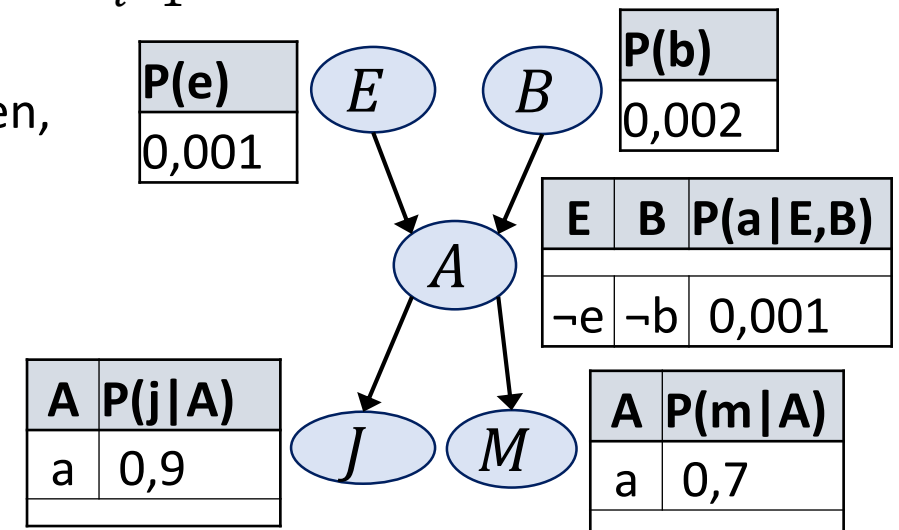 en,
P(e)
0,001
E
B
P(b)
0,002
A
E B P(a|E,B)
¬e ¬b 0,001
A P(j|A)
a 0,9
J
M
A P(m|A)
a 0,7